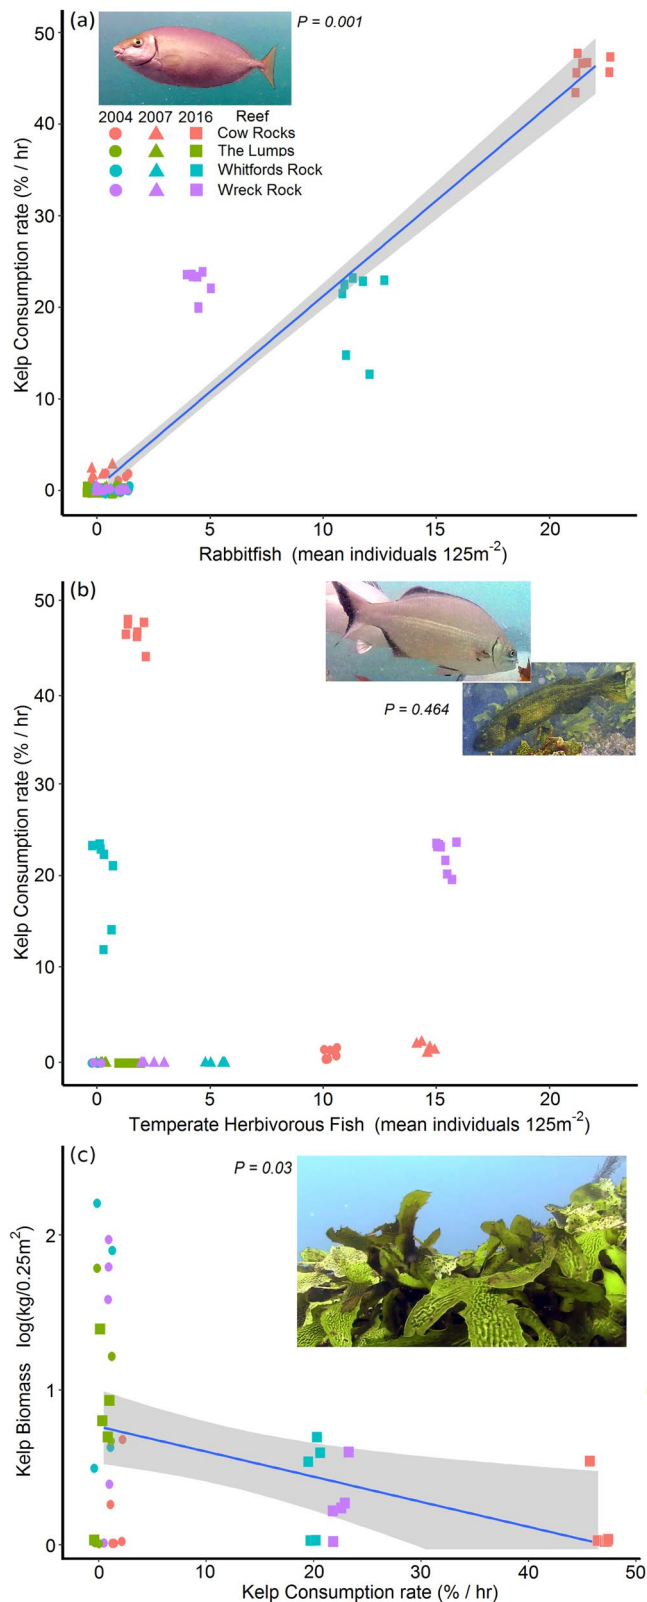 (a)
P = 0.001
2004 2007 2016 Reef
Cow Rocks
The Lumps
Whitfords Rock
Wreck Rock
Kelp Consumption rate (% / hr)
50
40
30
20
10
0
0 5 10 15 20
Rabbitfish (mean individuals 125m⁻²)
(b)
P = 0.464
Kelp Consumption rate (% / hr)
50
40
30
20
10
0
0 5 10 15 20
Temperate Herbivorous Fish (mean individuals 125m⁻²)
(c)
P = 0.03
Kelp Biomass log(kg/0.25m²)
2
1
0
0 10 20 30 40 50
Kelp Consumption rate (% / hr)